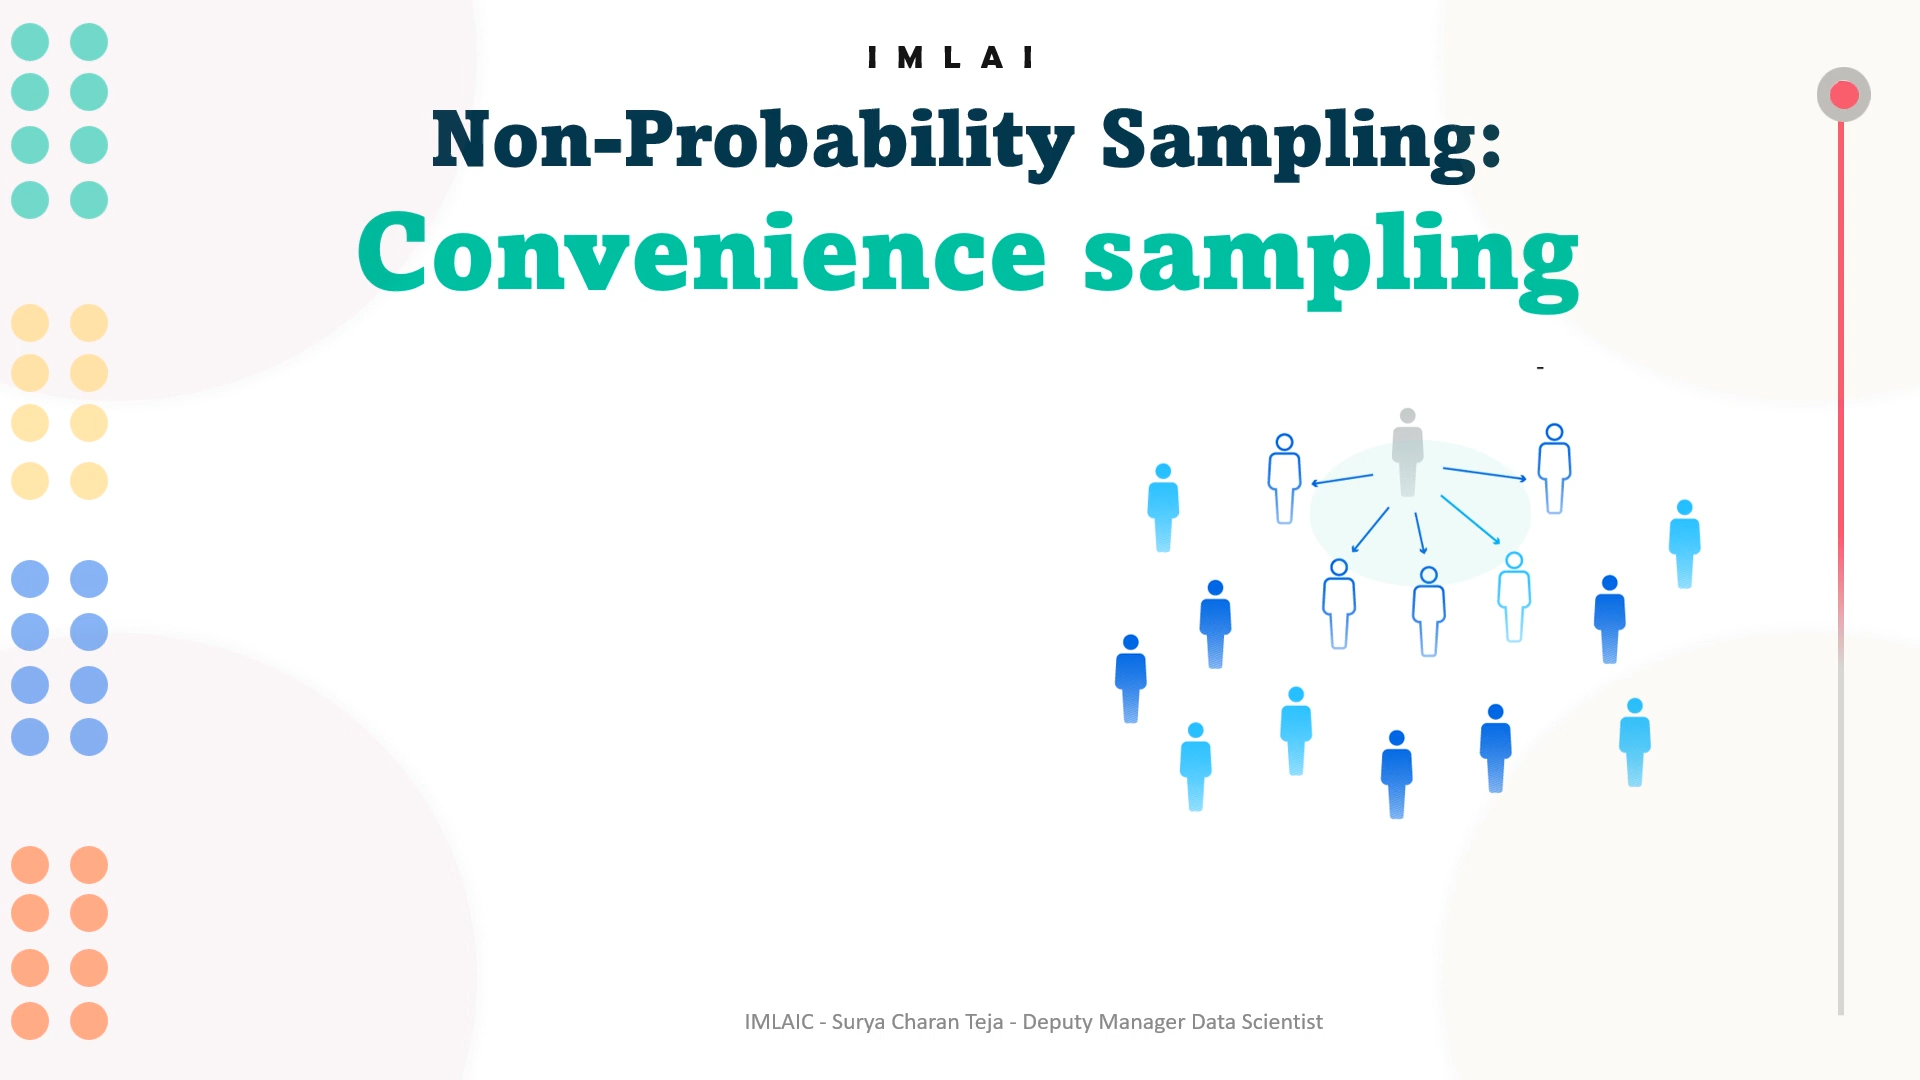 IMLAI
Non-Probability Sampling:
Convenience sampling
-
IMLAIC - Surya Charan Teja - Deputy Manager Data Scientist